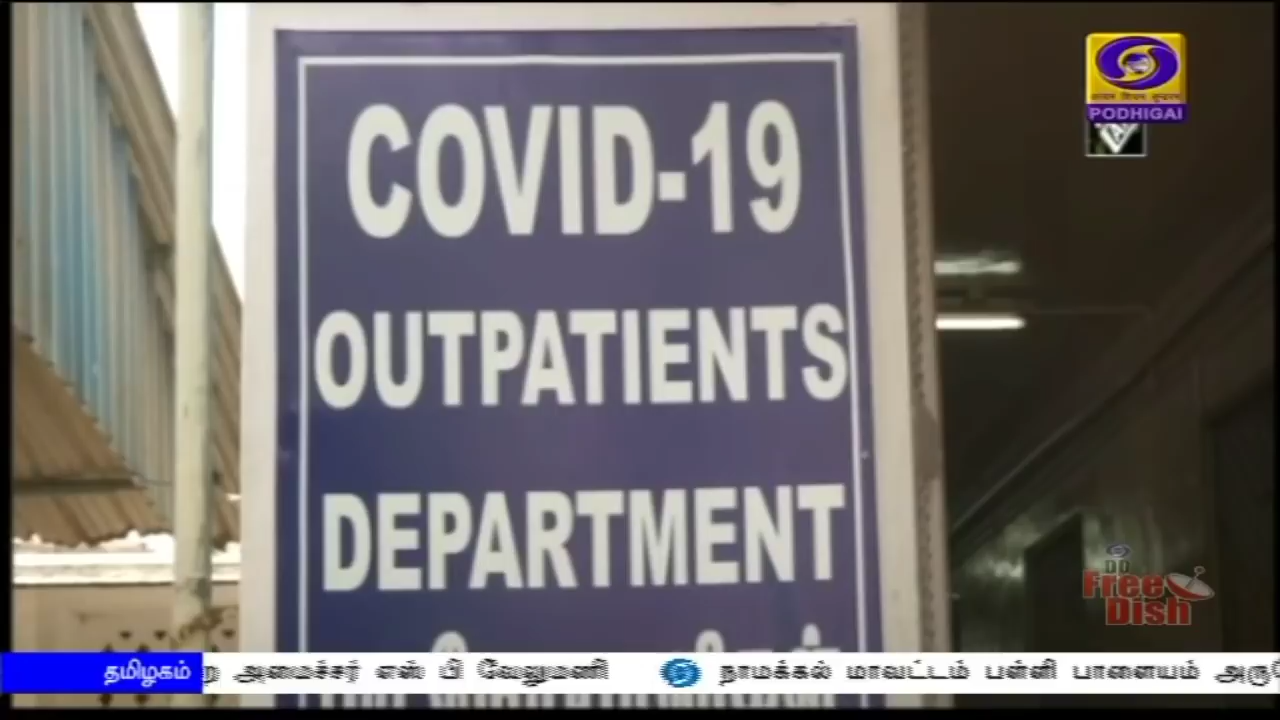 COVID-19
OUTPATIENTS
DEPARTMENT
PODHIGAI
DD
Free
Dish
தமிழகம்
அமைச்சர் எஸ் பி வேலுமணி
நாமக்கல் மாவட்டம் பள்ளி பாளையம்